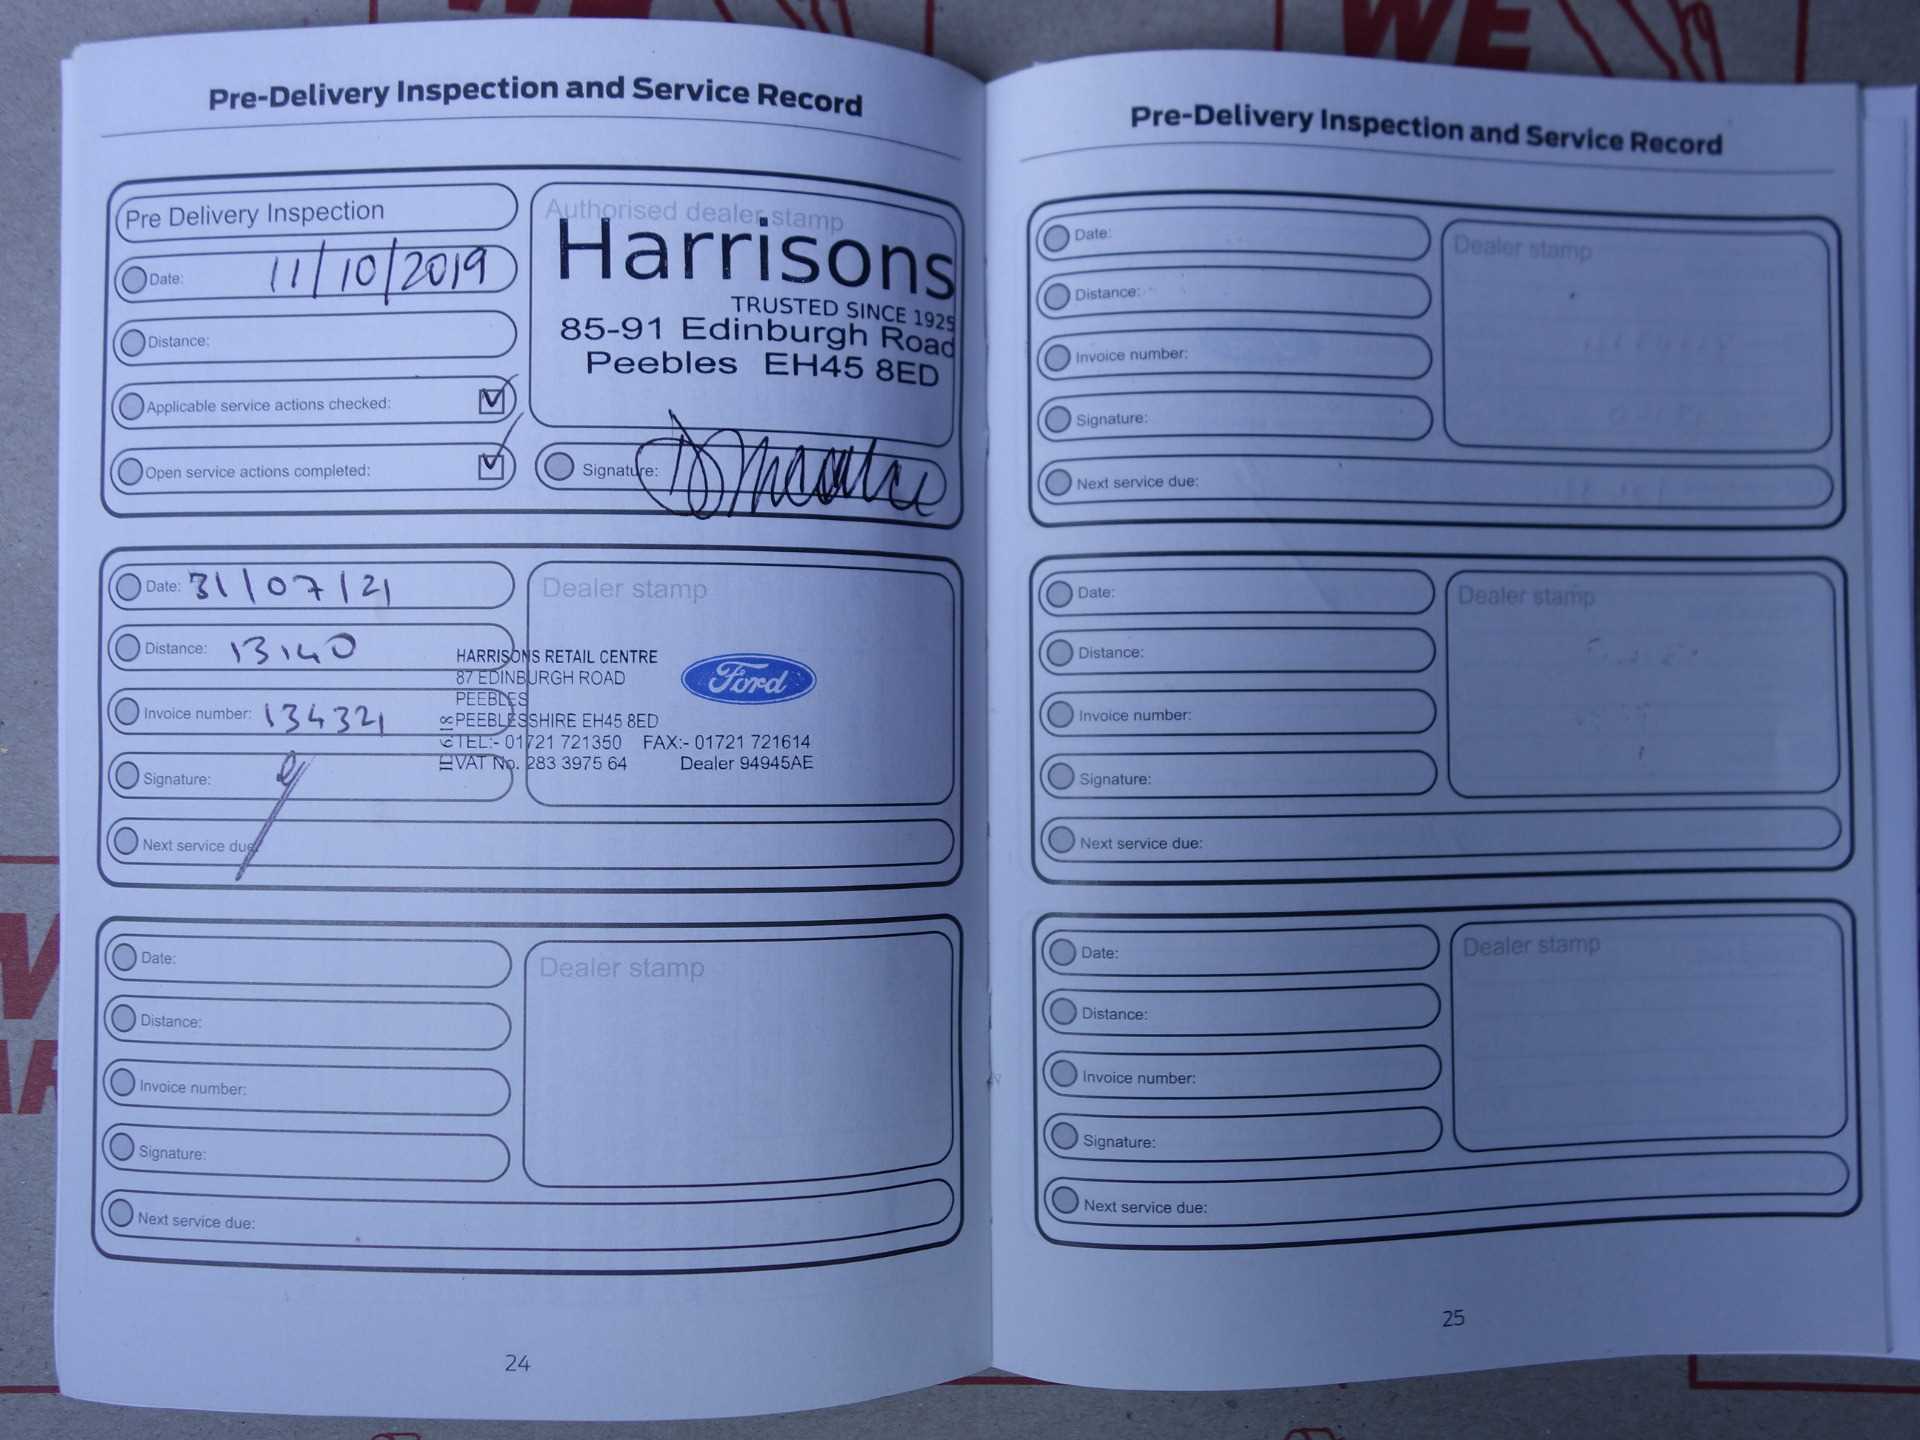 WE
WE
Pre-Delivery Inspection and Service Record
Pre Delivery Inspection
Date: 11/10/2019
Distance:
Applicable service actions checked:
Open service actions completed:
Authorised dealer stamp
Harrisons
TRUSTED SINCE 1925
85-91 Edinburgh Road
Peebles EH45 8ED
Signature:
Date: 31/07/21
Distance: 13140
Invoice number: 134321
Signature:
Next service due:
Dealer stamp
HARRISONS RETAIL CENTRE
87 EDINBURGH ROAD
PEEBLES
PEEBLESSHIRE EH45 8ED
TEL:- 01721 721350 FAX:- 01721 721614
VAT No. 283 3975 64 Dealer 94945AE
Ford
Date:
Distance:
Invoice number:
Signature:
Next service due:
Dealer stamp
24
Pre-Delivery Inspection and Service Record
Date:
Distance:
Invoice number:
Signature:
Next service due:
Dealer stamp
Date:
Distance:
Invoice number:
Signature:
Next service due:
Dealer stamp
Date:
Distance:
Invoice number:
Signature:
Next service due:
Dealer stamp
25